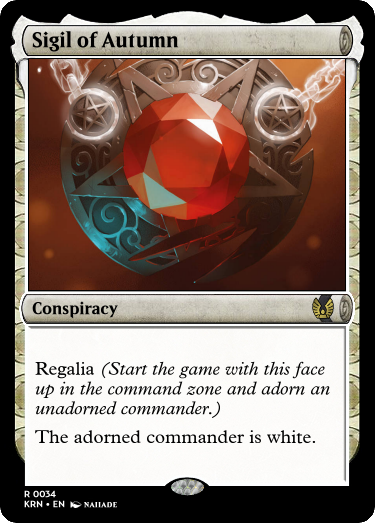 Sigil of Autumn
Conspiracy
Regalia (Start the game with this face
up in the command zone and adorn an
unadorned commander.)
The adorned commander is white.
R 0034
KRN • EN NAIIADE